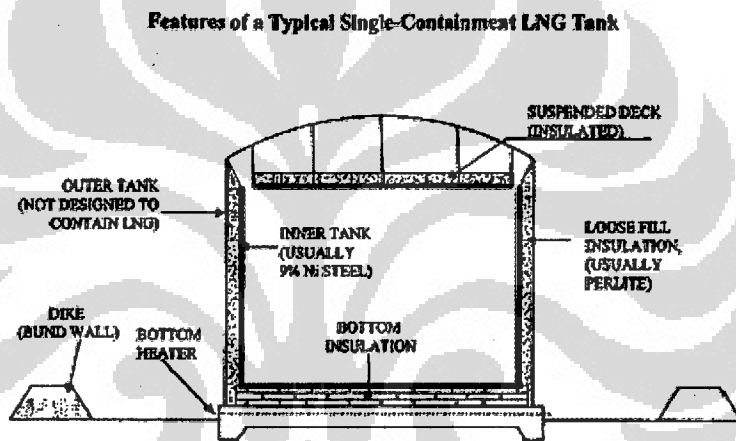 Features of a Typical Single-Containment LNG Tank
SUSPENDED DECK
(INSULATED)
OUTER TANK
(NOT DESIGNED TO
CONTAIN LNG)
INNER TANK
(USUALLY
9% Ni STEEL)
LOOSE FILL
INSULATION,
(USUALLY
PERLITE)
DIKE
(BUND WALL)
BOTTOM
HEATER
BOTTOM
INSULATION